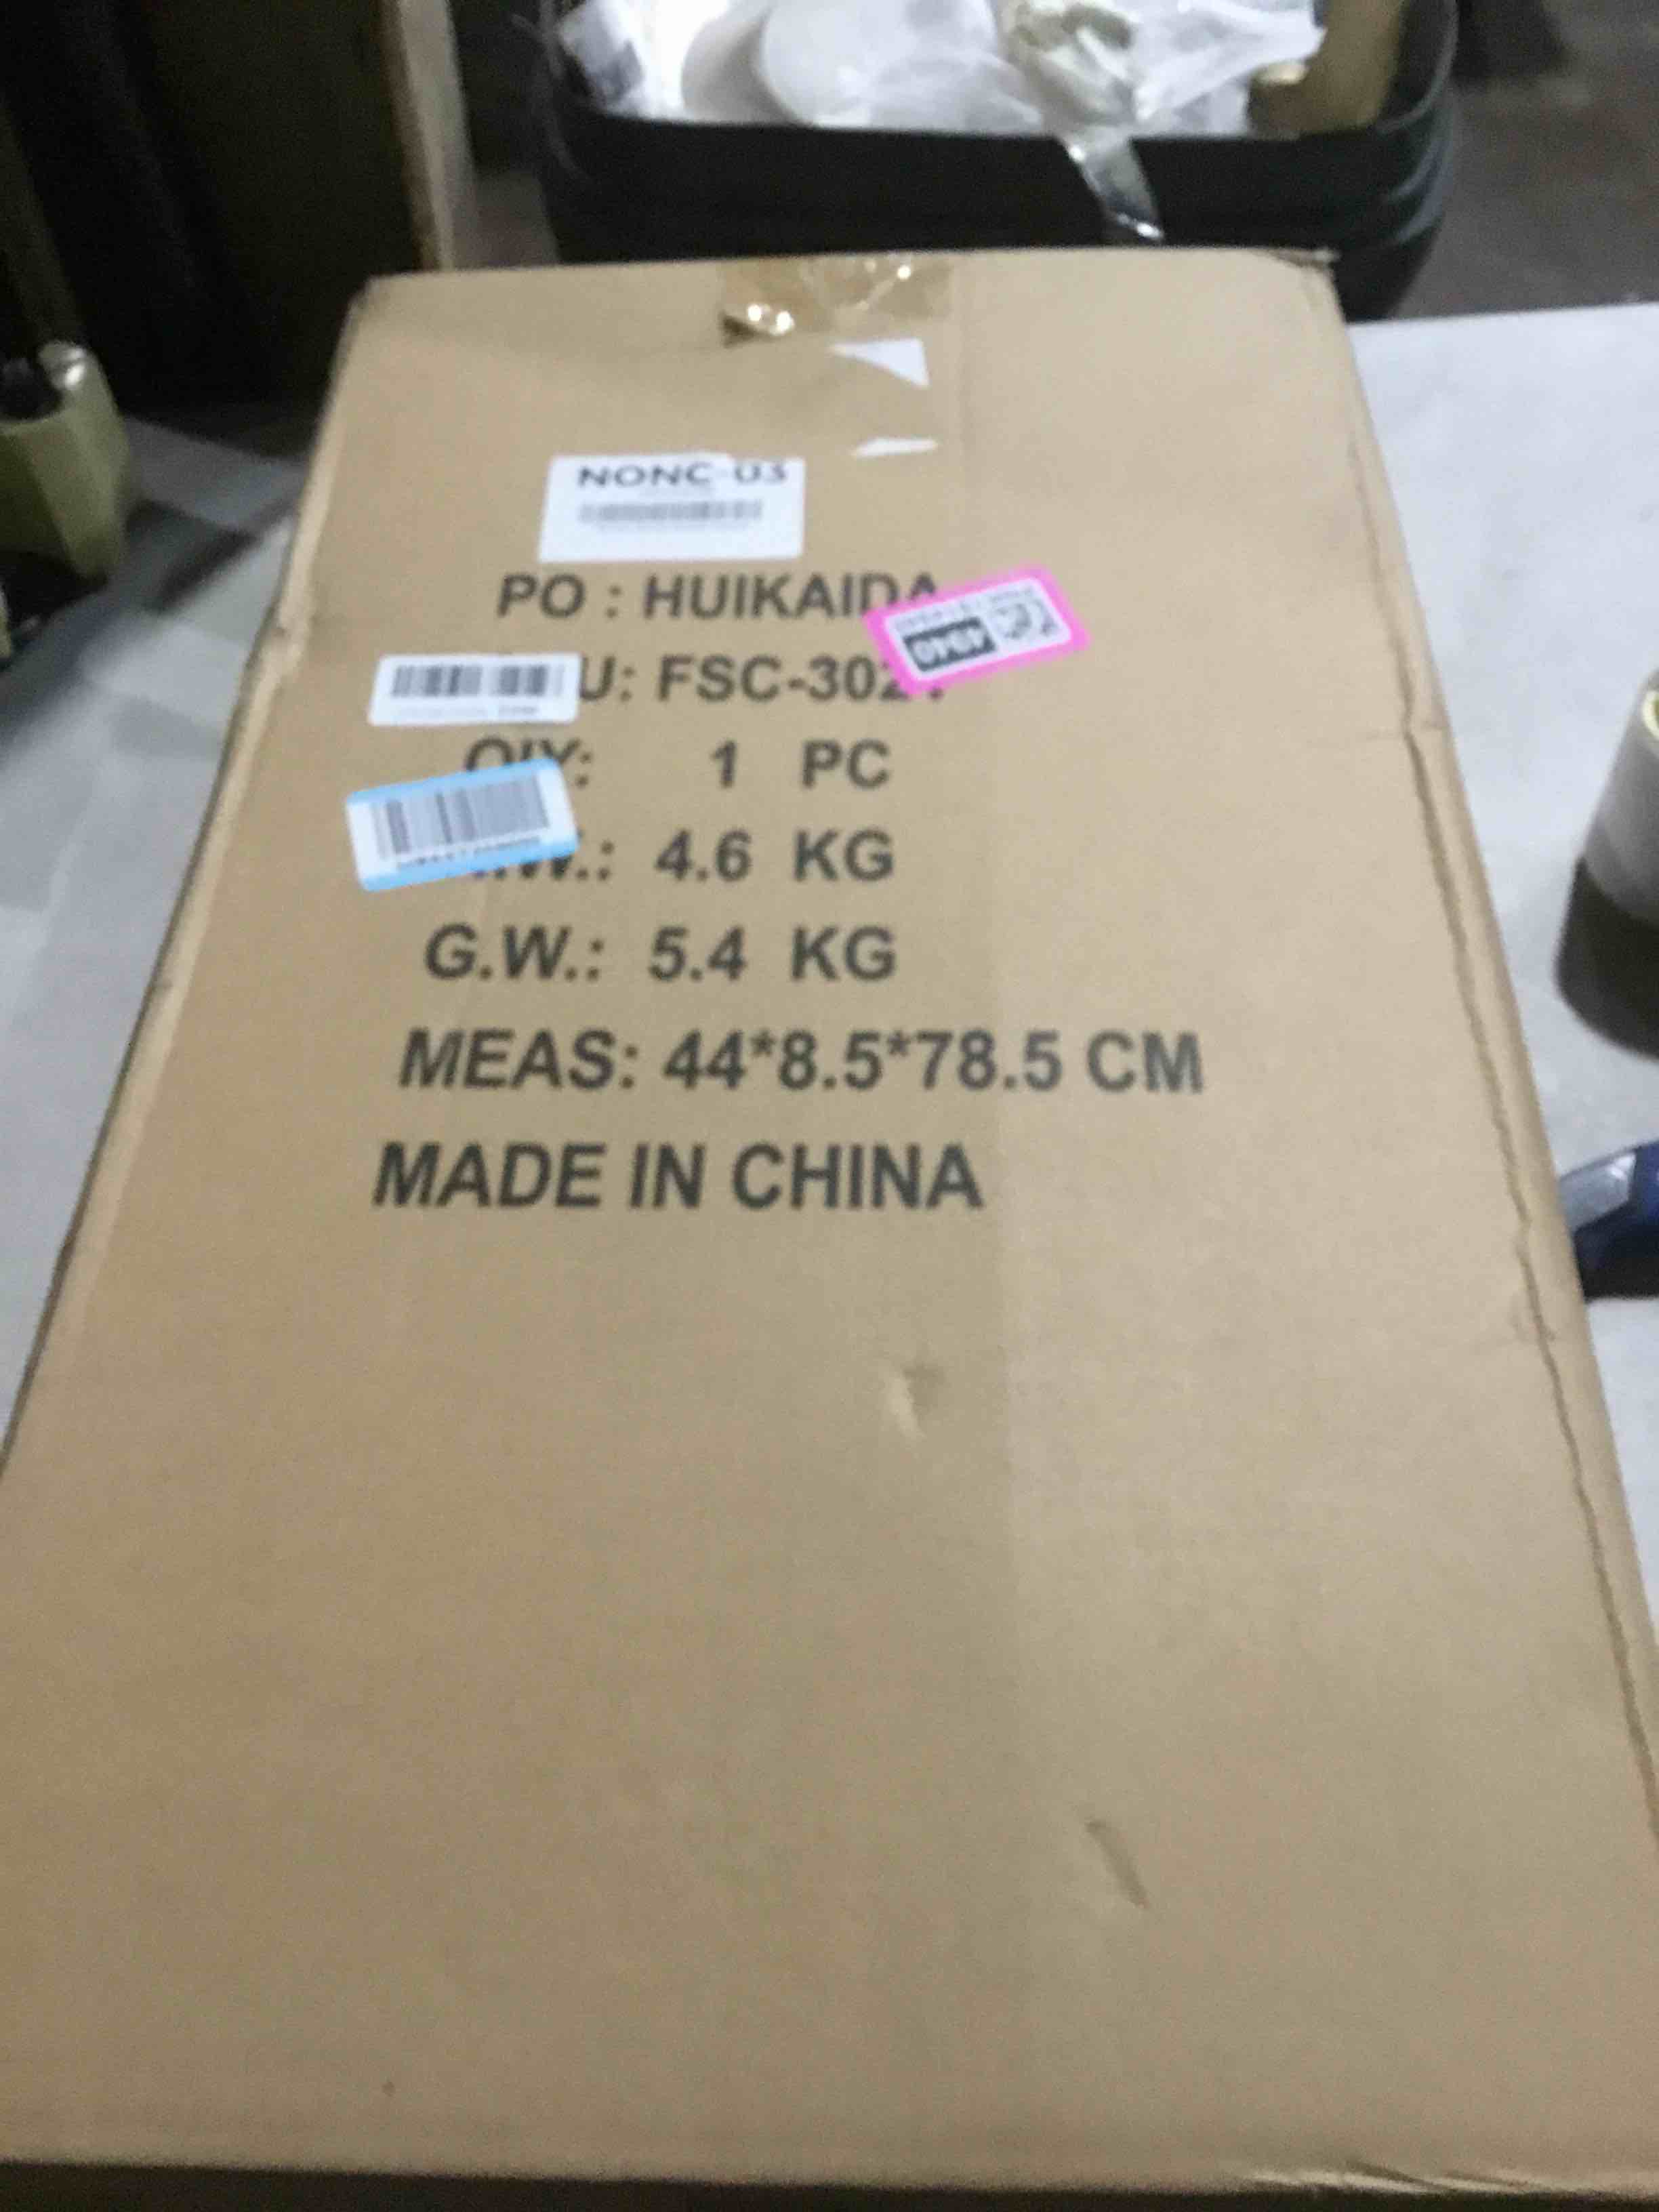 NONC-03
PO : HUIKAIDA
U: FSC-302
QTY: 1 PC
W.: 4.6 KG
G.W.: 5.4 KG
MEAS: 44*8.5*78.5 CM
MADE IN CHINA